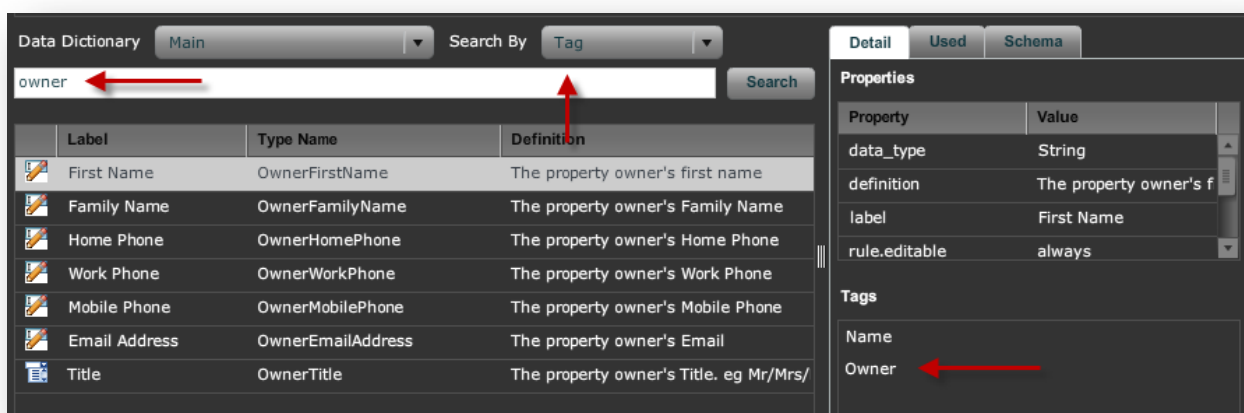 Data Dictionary Main Search By Tag
owner Search
Label Type Name Definition
First Name OwnerFirstName The property owner's first name
Family Name OwnerFamilyName The property owner's Family Name
Home Phone OwnerHomePhone The property owner's Home Phone
Work Phone OwnerWorkPhone The property owner's Work Phone
Mobile Phone OwnerMobilePhone The property owner's Mobile Phone
Email Address OwnerEmailAddress The property owner's Email
Title OwnerTitle The property owner's Title. eg Mr/Mrs/
Detail Used Schema
Properties
Property Value
data_type String
definition The property owner's f
label First Name
rule.editable always
Tags
Name
Owner